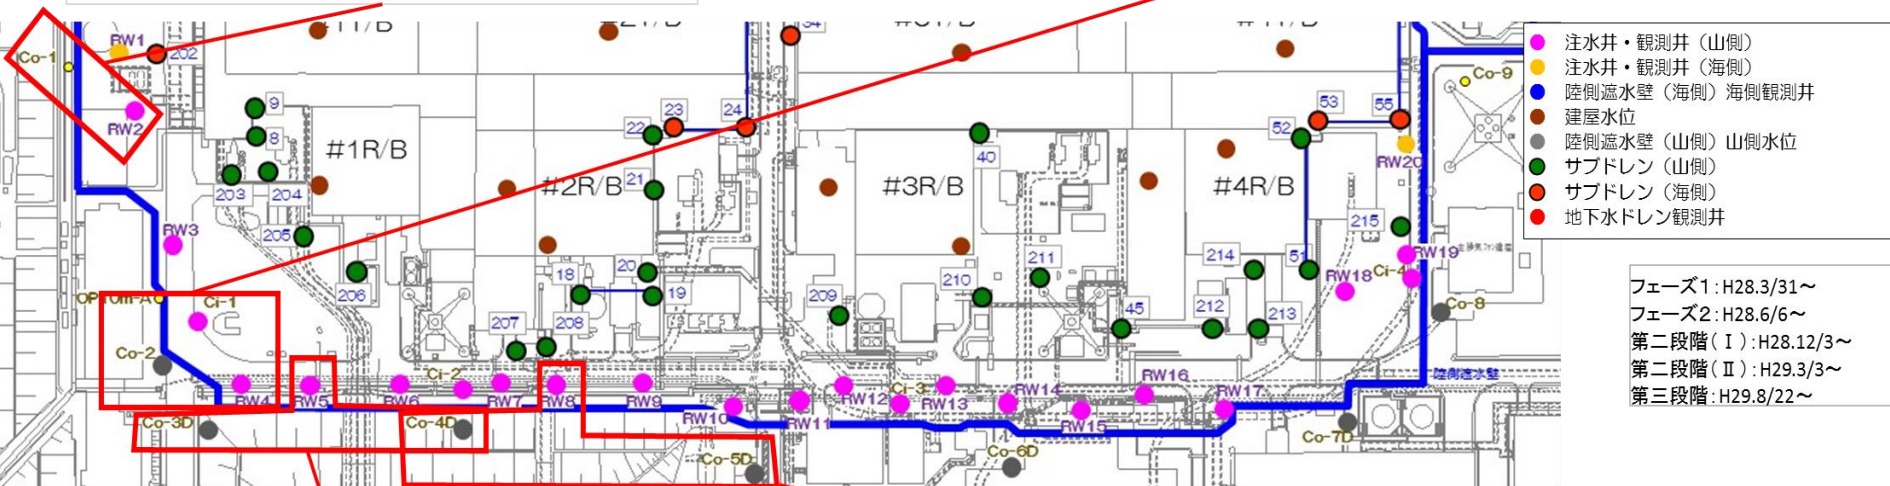 RW1
Co-1
202
RW2
9
8
203
204
205
206
#1R/B
#2R/B
#3R/B
#4R/B
22
23
24
21
18
20
19
207
208
40
209
210
211
45
212
213
214
215
51
52
53
55
RW20
Co-9
RW3
OP10m-A
Ci-1
Co-2
RW4
RW5
RW6
Ci-2
RW7
RW8
RW9
RW10
RW11
RW12
Ci-3
RW13
RW14
RW15
RW16
RW17
RW18
Ci-4
RW19
Co-8
陸側遮水壁
Co-3D
Co-4D
Co-5D
Co-6D
Co-7D
注水井・観測井（山側）
注水井・観測井（海側）
陸側遮水壁（海側）海側観測井
建屋水位
陸側遮水壁（山側）山側水位
サブドレン（山側）
サブドレン（海側）
地下水ドレン観測井
フェーズ１：H28.3/31～
フェーズ２：H28.6/6～
第二段階（Ⅰ）：H28.12/3～
第二段階（Ⅱ）：H29.3/3～
第三段階：H29.8/22～